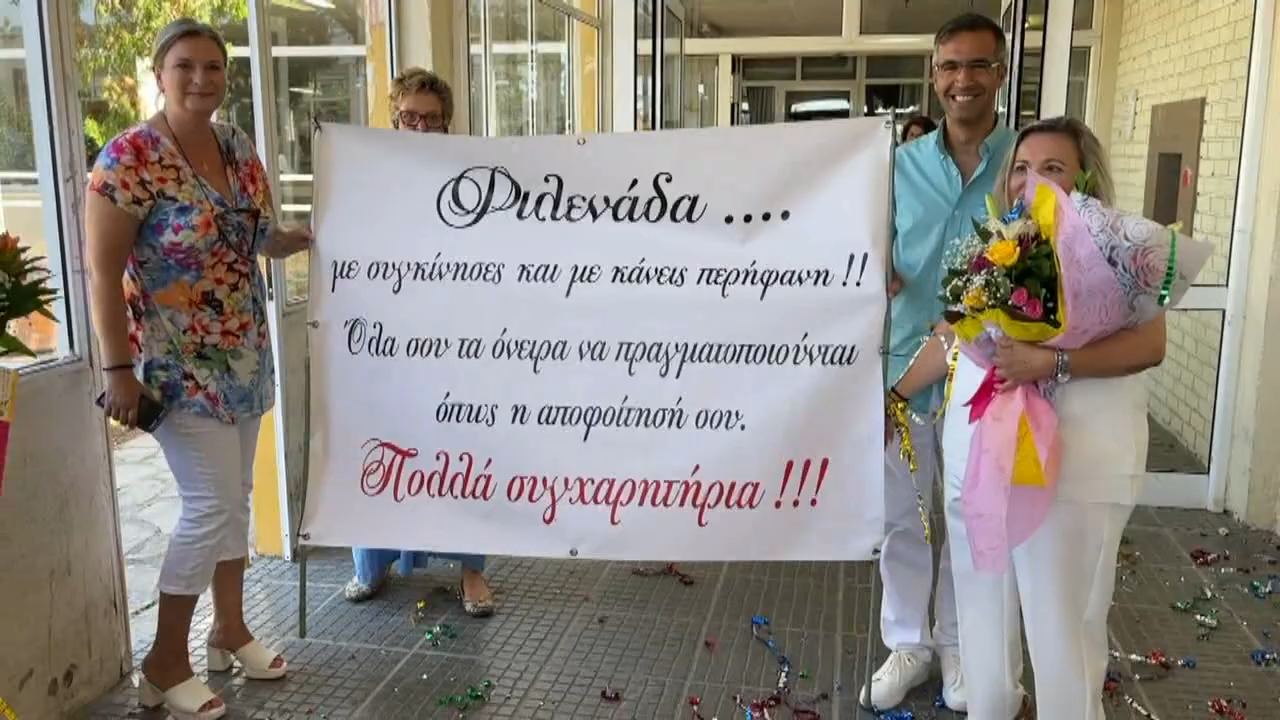 Φιλενάδα ....
με συγκίνησες και με κάνεις περήφανη !!
Όλα σου τα όνειρα να πραγματοποιούνται
όπως η αποφοίτησή σου.
Πολλά συγχαρητήρια !!!